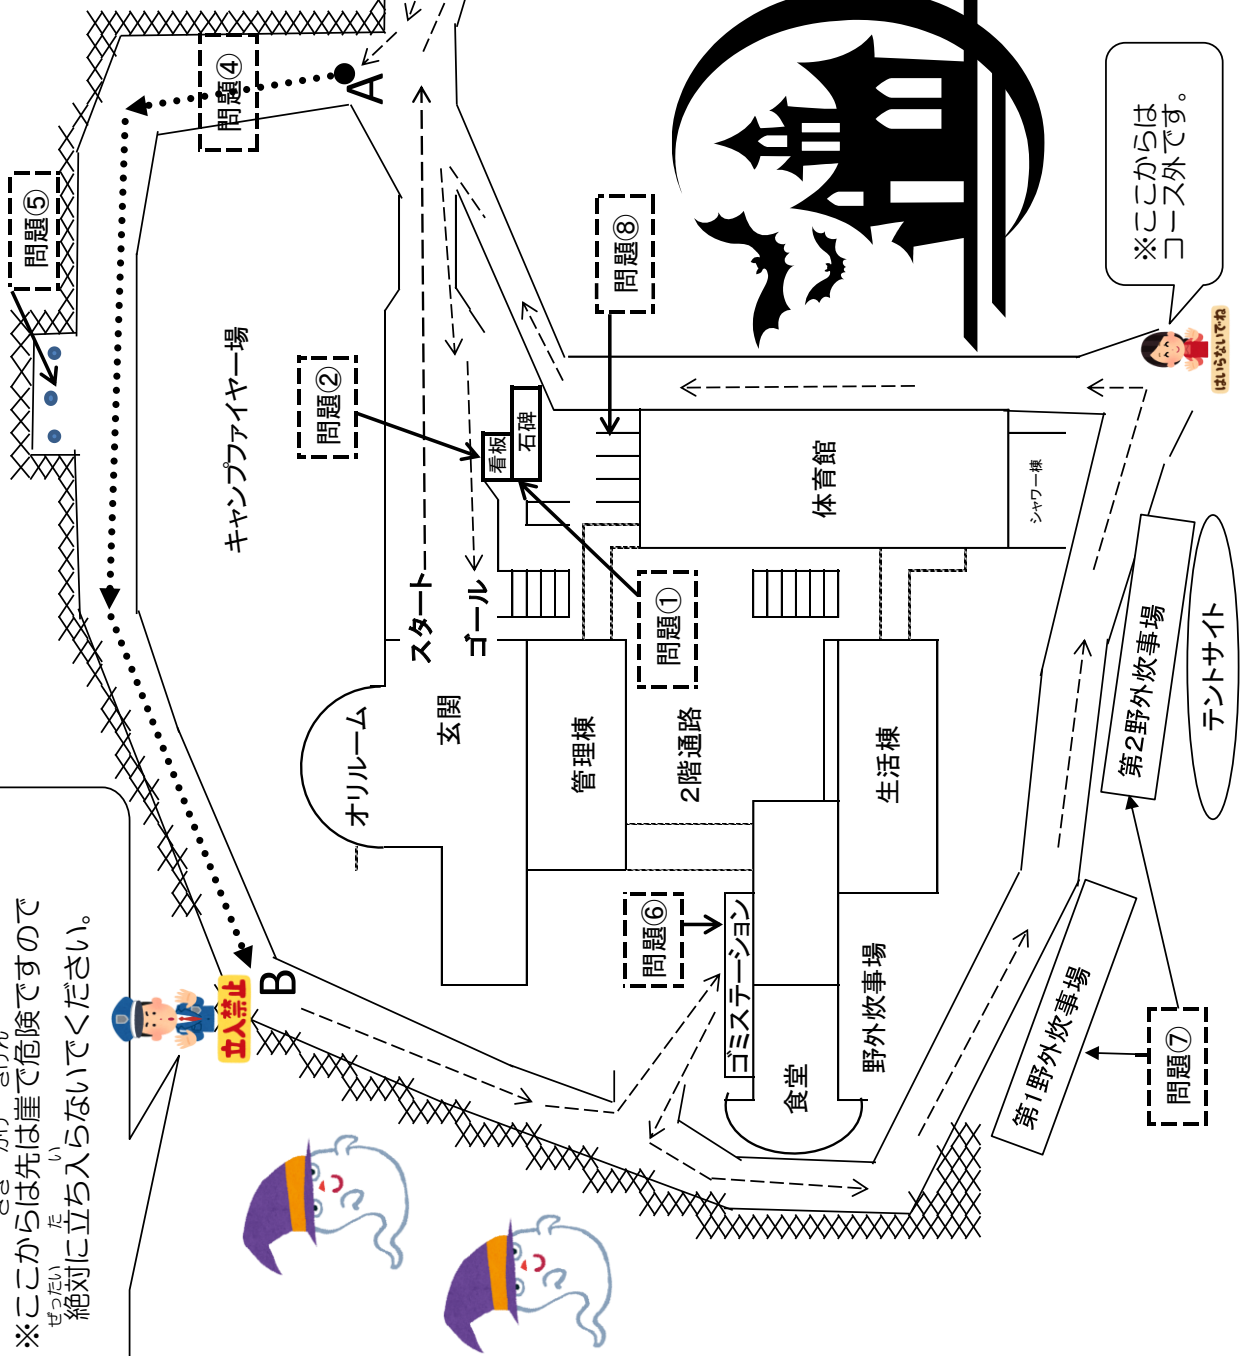 ※ここからは先は崖で危険ですので
絶対に立ち入らないでください。
ぜったい
た
い
立入禁止
問題④
A
問題⑤
キャンプファイヤー場
問題②
看板
石碑
問題⑧
※ここからは
コース外です。
はいらないでね
スタート
ゴール
問題①
体育館
シャワー棟
オリルーム
玄関
管理棟
2階通路
生活棟
第2野外炊事場
テントサイト
B
問題⑥
ゴミステーション
食堂
野外炊事場
第1野外炊事場
問題⑦